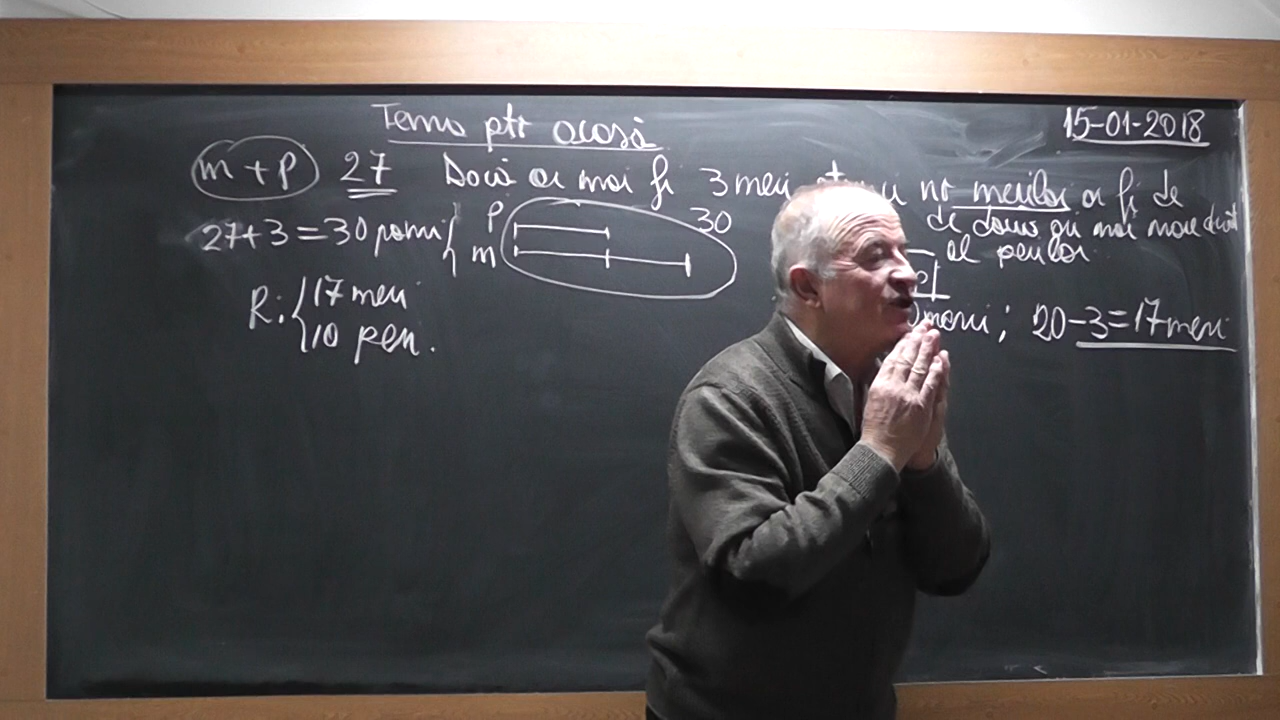 Tema ptr acasă
15-01-2018
m + p 27 Dacă ar mai fi 3 meri nr merilor ar fi de
de două ori mai mare decât
el perilor
27+3=30 pomi { p
m
30
meri; 20-3=17 meri
R: { 17 meri
10 peri.